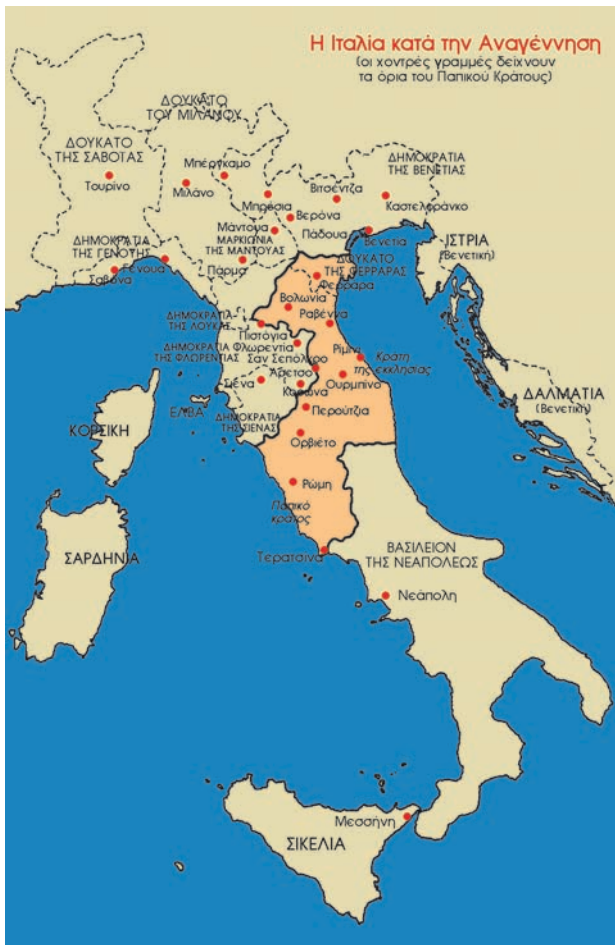 Η Ιταλία κατά την Αναγέννηση
(οι χοντρές γραμμές δείχνουν
τα όρια του Παπικού Κράτους)
ΔΟΥΚΑΤΟ
ΤΟΥ ΜΙΛΑΝΟΥ
ΔΟΥΚΑΤΟ
ΤΗΣ ΣΑΒΟΤΑΣ
Τουρίνο
Μπέργκαμο
Μιλάνο
Μπρέσια
Βιτσέντζα
ΔΗΜΟΚΡΑΤΙΑ
ΤΗΣ ΒΕΝΕΤΙΑΣ
Καστελφράνκο
Βερόνα
Μάντουα
Πάδουα
Βενετία
ΜΑΡΚΙΩΝΙΑ
ΤΗΣ ΜΑΝΤΟΥΑΣ
ΙΣΤΡΙΑ
(Βενετική)
ΔΗΜΟΚΡΑΤΙΑ
ΤΗΣ ΓΕΝΟΥΗΣ
Γένουα
Σαβόνα
Πάρμα
ΔΟΥΚΑΤΟ
ΤΗΣ ΦΕΡΡΑΡΑΣ
Φερράρα
Βολωνία
Ραβέννα
ΔΗΜΟΚΡΑΤΙΑ
ΤΗΣ ΛΟΥΚΑΣ
Πιστόγια
ΔΗΜΟΚΡΑΤΙΑ
ΤΗΣ ΦΛΩΡΕΝΤΙΑΣ
Φλωρεντία
Σαν Σεπόλκρο
Ρίμινι
Κράτη
της εκκλησίας
Αρέτσο
Ουρμπίνο
Σιένα
Κορτώνα
ΔΑΛΜΑΤΙΑ
(Βενετική)
ΕΛΒΑ
ΔΗΜΟΚΡΑΤΙΑ
ΤΗΣ ΣΙΕΝΑΣ
Περούτζια
ΚΟΡΣΙΚΗ
Ορβιέτο
Ρώμη
Παπικό
κράτος
ΣΑΡΔΗΝΙΑ
Τερατσίνα
ΒΑΣΙΛΕΙΟΝ
ΤΗΣ ΝΕΑΠΟΛΕΩΣ
Νεάπολη
Μεσσήνη
ΣΙΚΕΛΙΑ